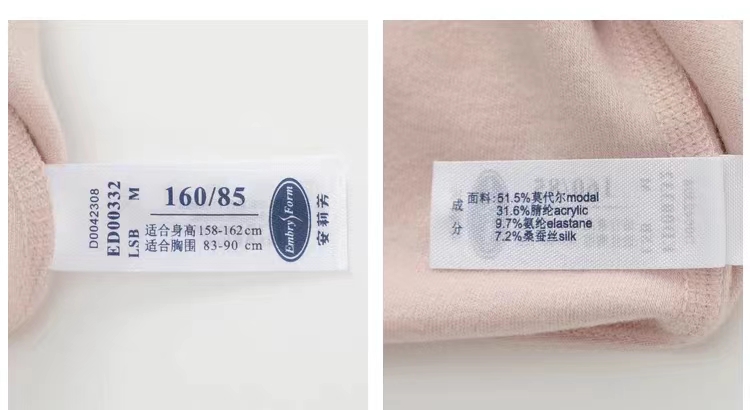 D0042308
ED00332
LSB M
160/85
适合身高 158-162 cm
适合胸围 83-90 cm
Embry Form
安莉芳
成分
面料:51.5%莫代尔modal
31.6%腈纶acrylic
9.7%氨纶elastane
7.2%桑蚕丝silk